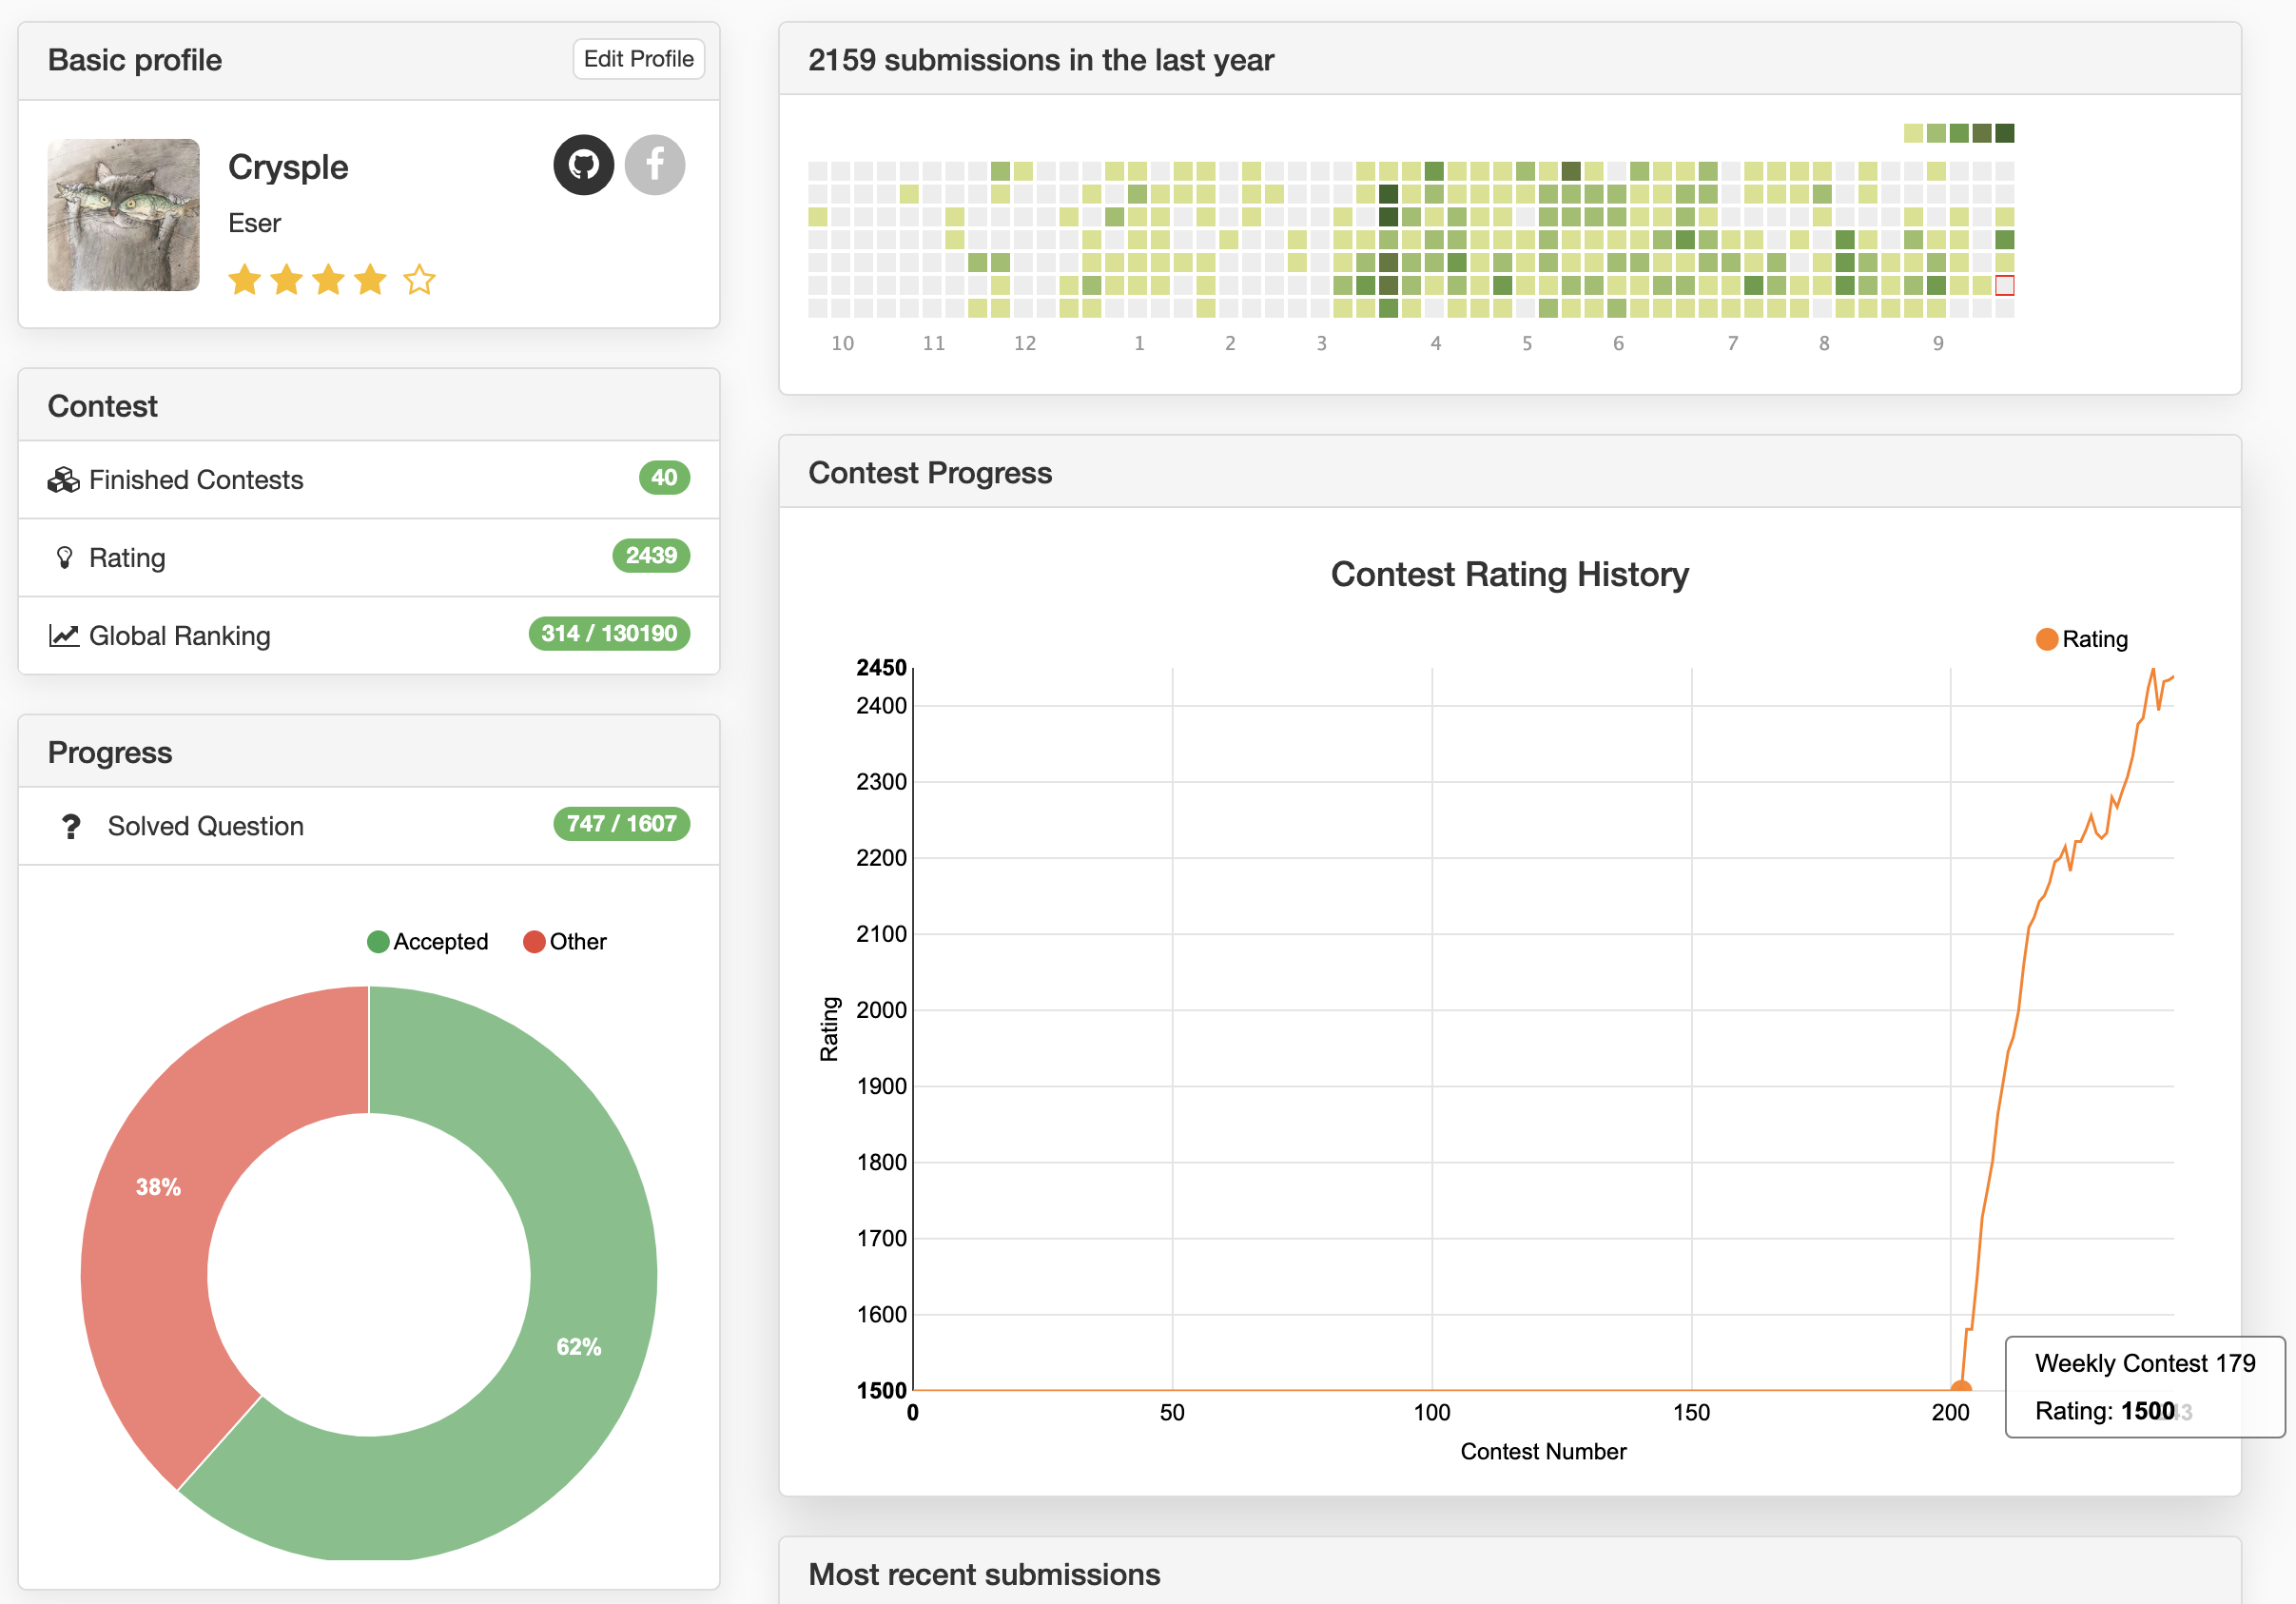 Basic profile
Edit Profile
Crysple
Eser
Contest
Finished Contests
40
Rating
2439
Global Ranking
314 / 130190
Progress
Solved Question
747 / 1607
Accepted
Other
38%
62%
2159 submissions in the last year
10 11 12 1 2 3 4 5 6 7 8 9
Contest Progress
Contest Rating History
Rating
2450
2400
2300
2200
2100
2000
1900
1800
1700
1600
1500
Rating
0 50 100 150 200
Contest Number
Weekly Contest 179
Rating: 1500
Most recent submissions